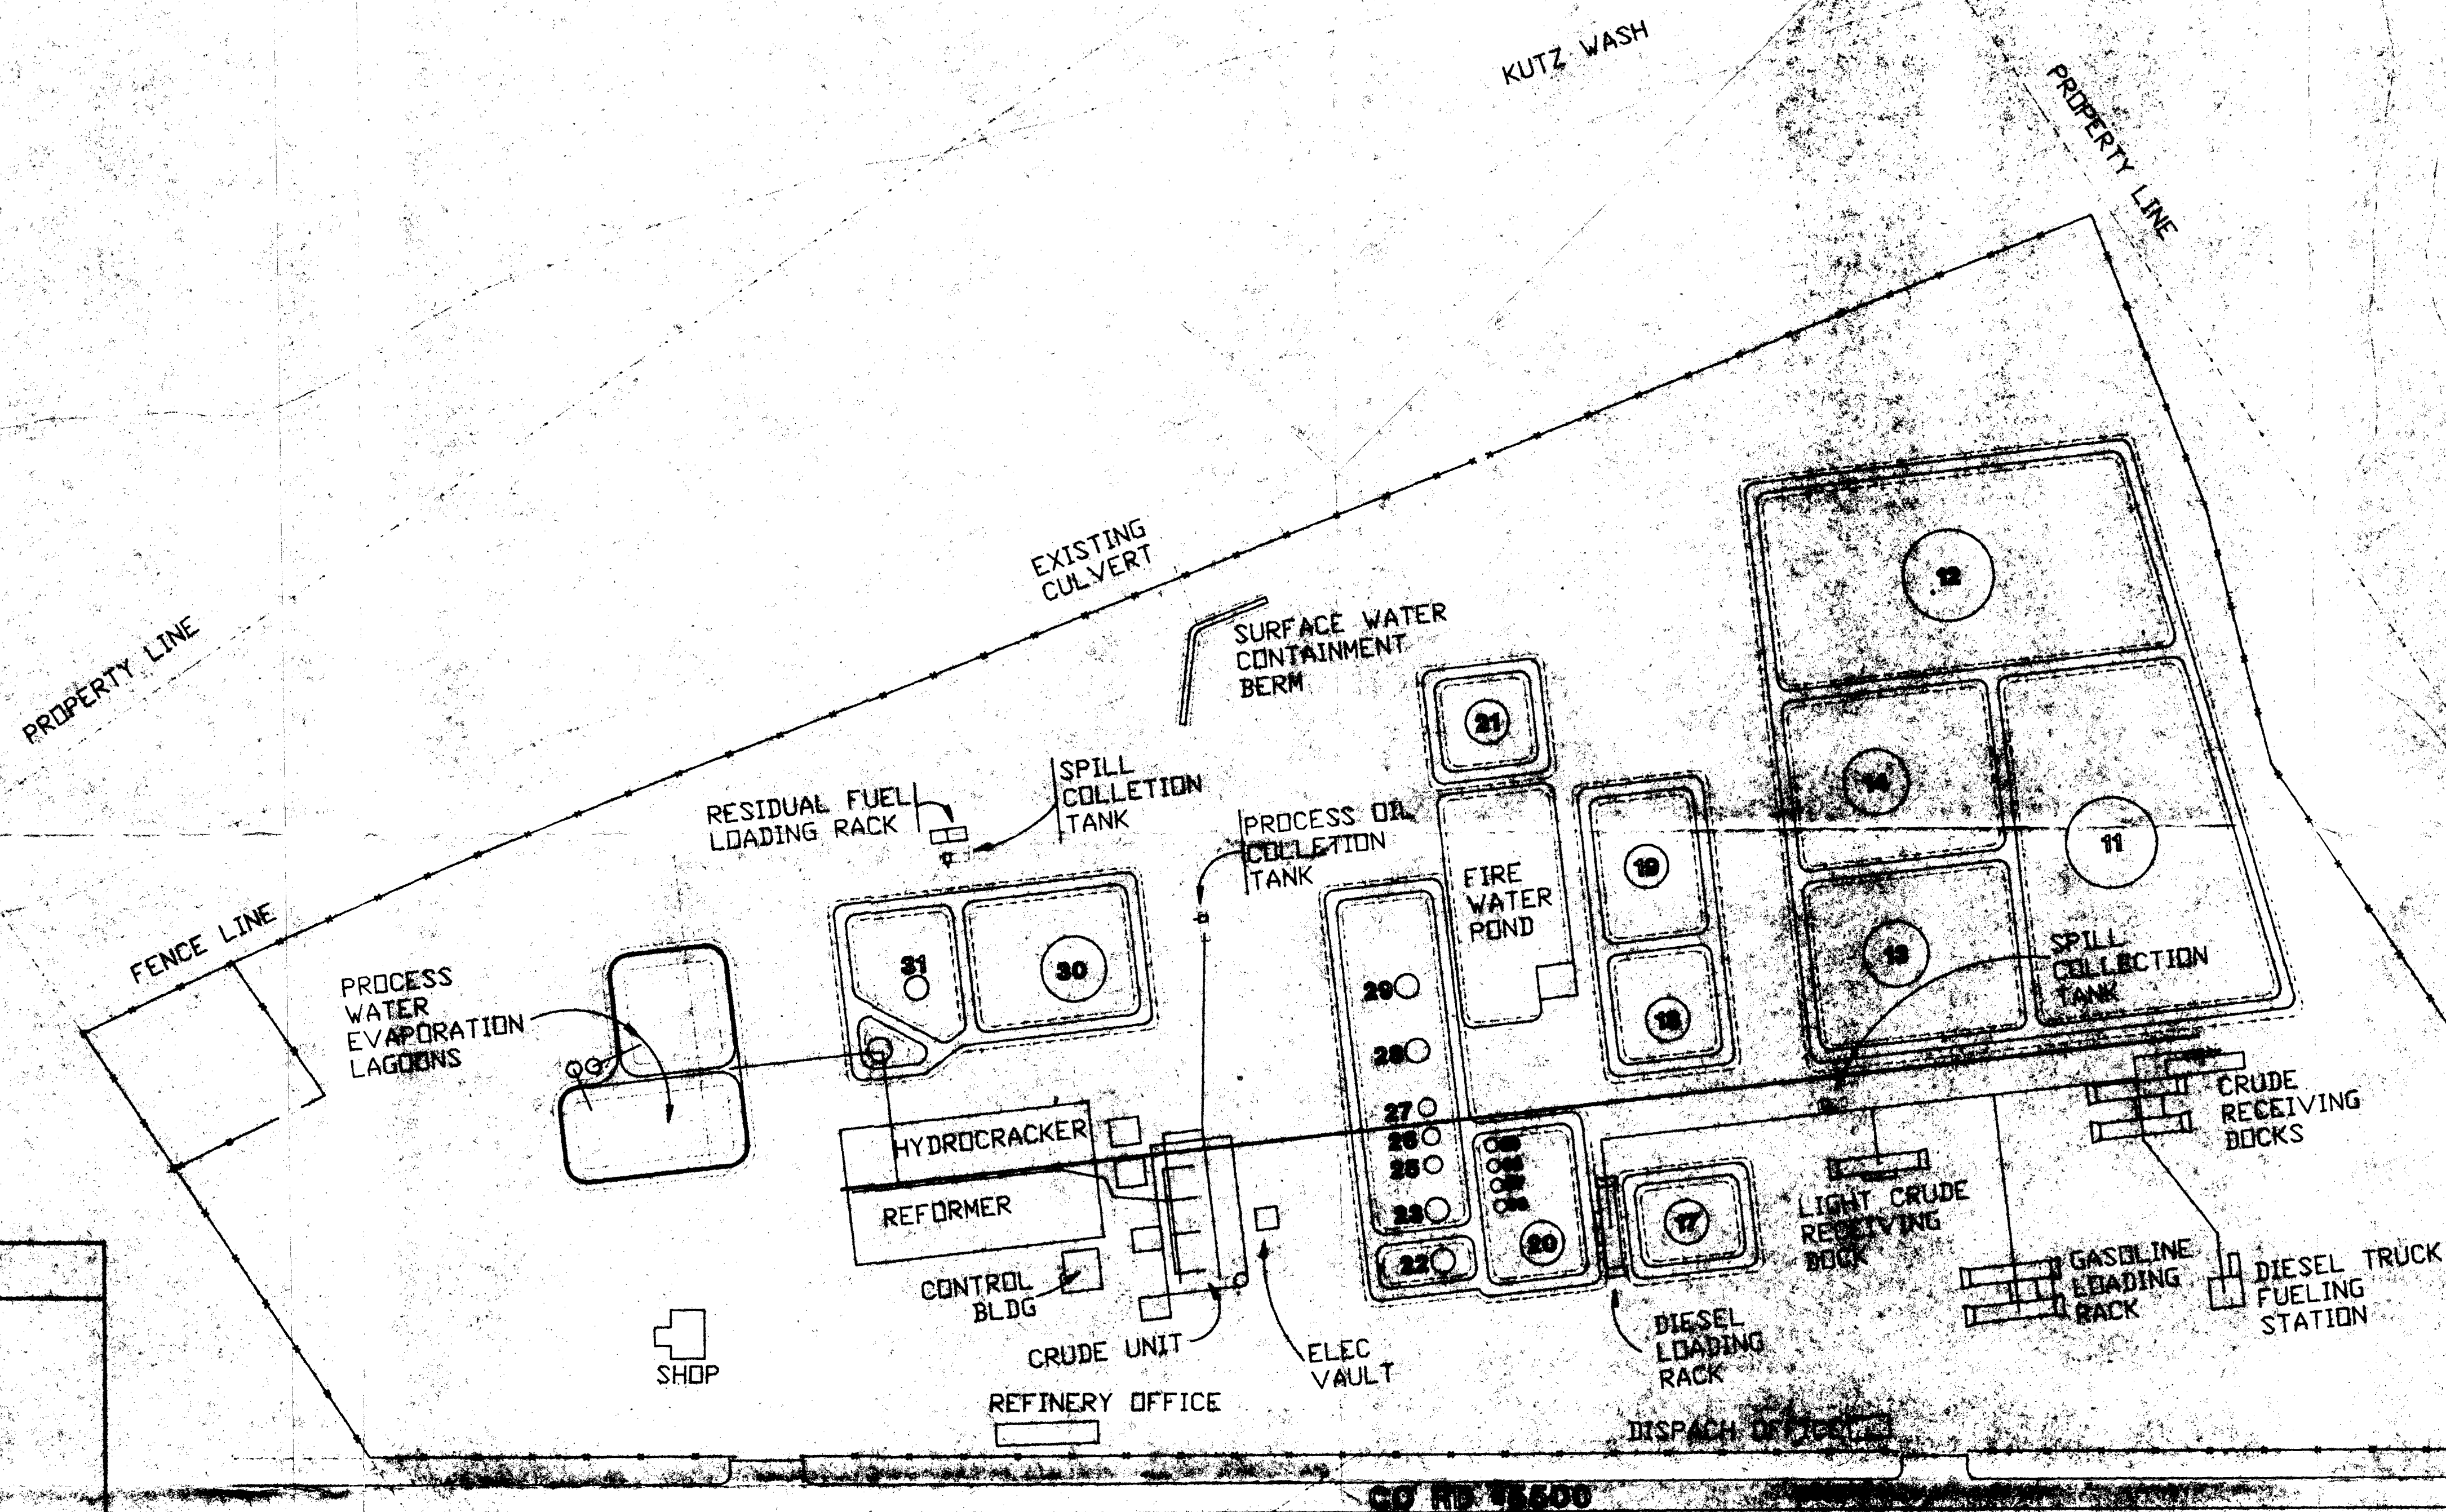 KUTZ WASH
PROPERTY LINE
EXISTING
CULVERT
12
SURFACE WATER
CONTAINMENT
BERM
PROPERTY LINE
21
14
SPILL
COLLETION
TANK
RESIDUAL FUEL
LOADING RACK
PROCESS OIL
COLLETION
TANK
11
19
FIRE
WATER
POND
FENCE LINE
31
30
13
SPILL
COLLECTION
TANK
PROCESS
WATER
EVAPORATION
LAGOONS
29
18
28
27
26
25
23
22
20
17
HYDROCRACKER
REFORMER
CRUDE
RECEIVING
DOCKS
LIGHT CRUDE
RECEIVING
DOCK
GASOLINE
LOADING
RACK
DIESEL TRUCK
FUELING
STATION
CONTROL
BLDG
CRUDE UNIT
ELEC
VAULT
DIESEL
LOADING
RACK
SHOP
REFINERY OFFICE
DISPACH OFFICE
CO RD